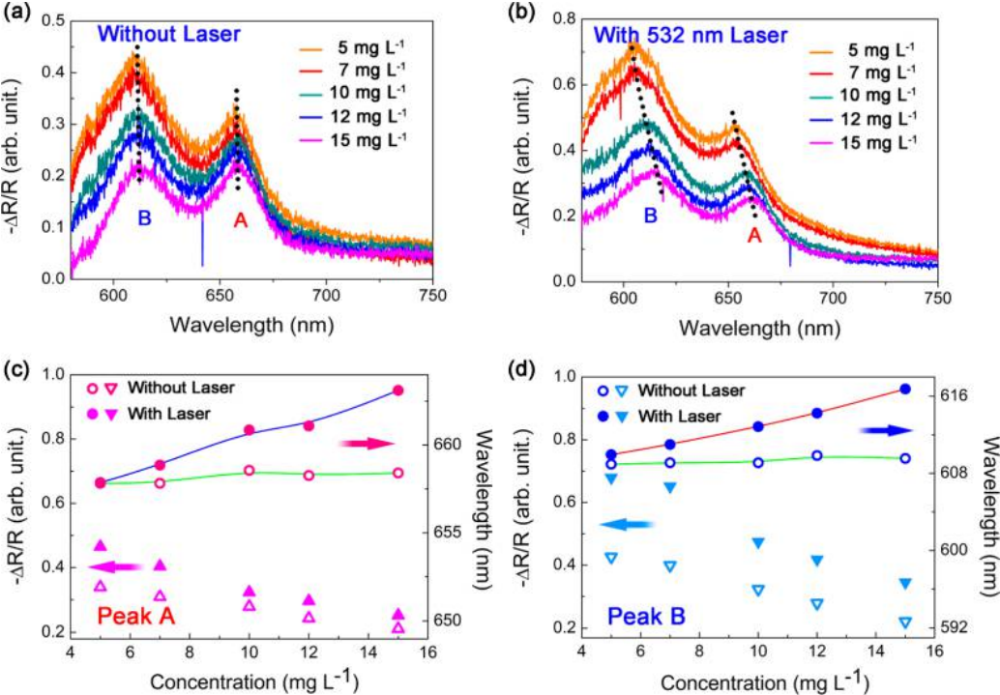 (a)
Without Laser
5 mg L-1
7 mg L-1
10 mg L-1
12 mg L-1
15 mg L-1
B
A
0.5
0.4
0.3
0.2
0.1
0.0
-ΔR/R (arb. unit.)
600 650 700 750
Wavelength (nm)
(b)
With 532 nm Laser
5 mg L-1
7 mg L-1
10 mg L-1
12 mg L-1
15 mg L-1
B
A
0.8
0.6
0.4
0.2
0.0
-ΔR/R (arb. unit.)
600 650 700 750
Wavelength (nm)
(c)
Without Laser
With Laser
Peak A
1.0
0.8
0.6
0.4
0.2
-ΔR/R (arb. unit.)
660
655
650
Wavelength (nm)
4 6 8 10 12 14 16
Concentration (mg L-1)
(d)
Without Laser
With Laser
Peak B
1.0
0.8
0.6
0.4
0.2
-ΔR/R (arb. unit.)
616
608
600
592
Wavelength (nm)
4 6 8 10 12 14 16
Concentration (mg L-1)